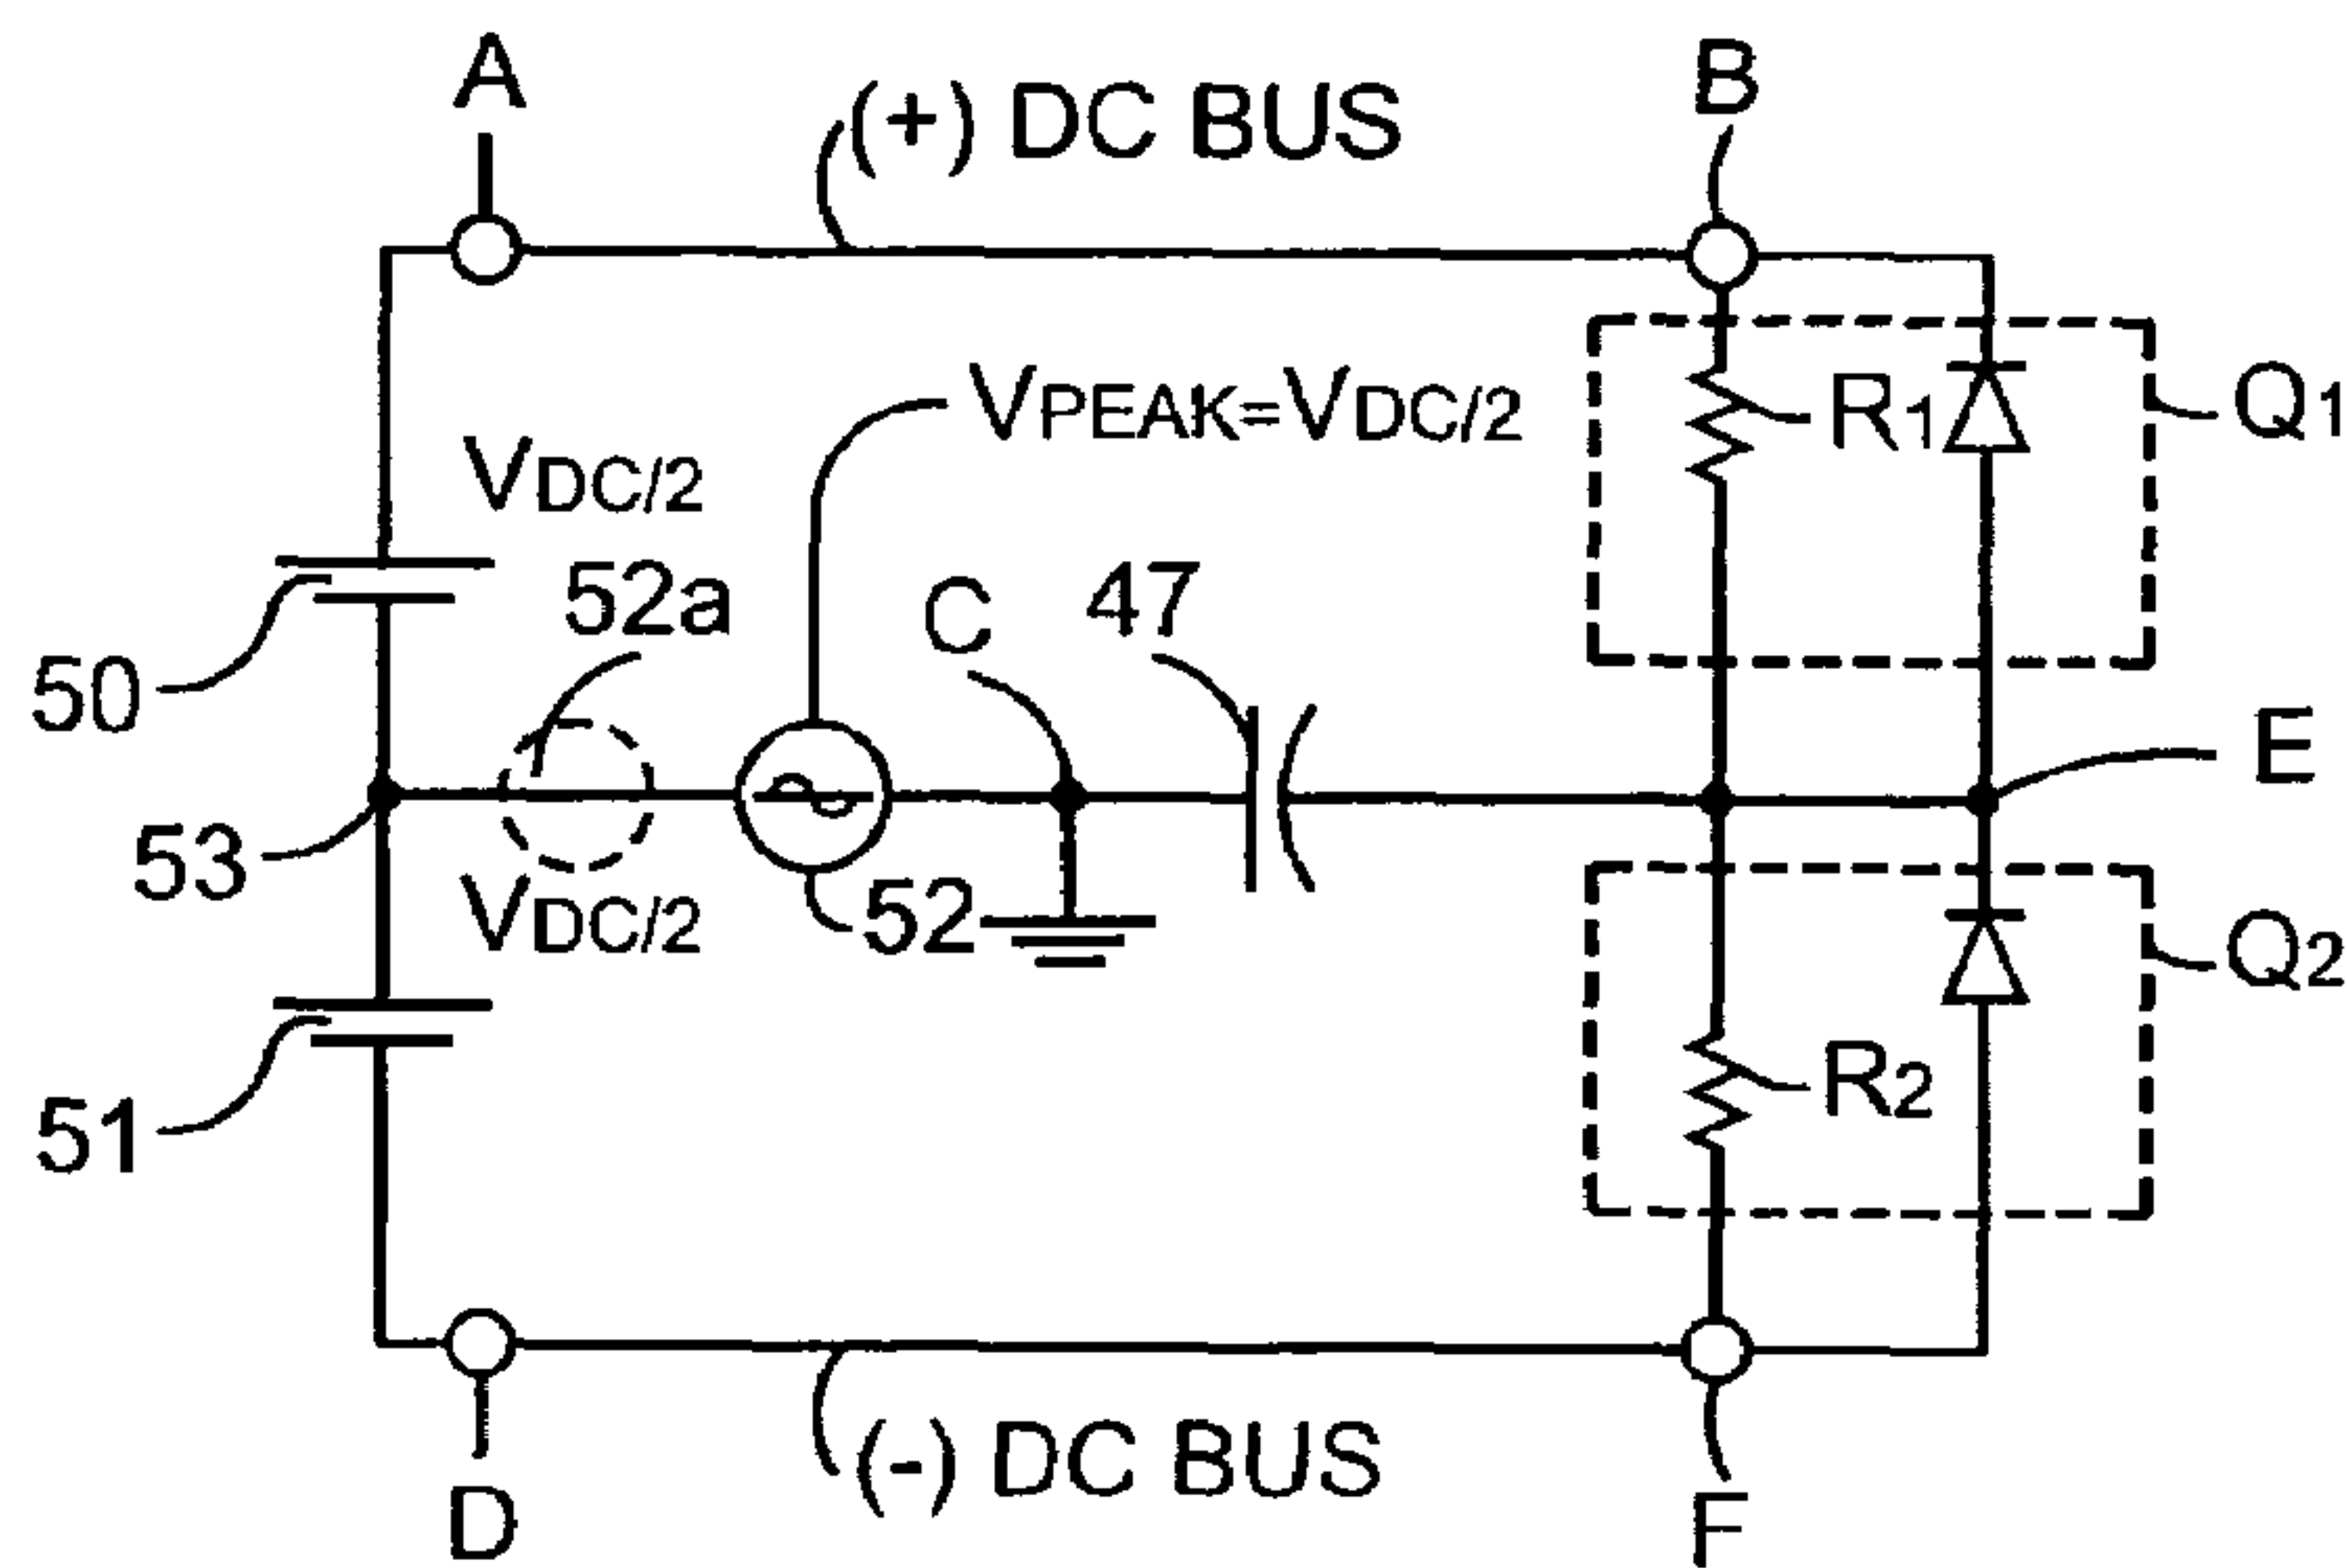 A
B
(+) DC BUS
VPEAK=VDC/2
R1
Q1
VDC/2
52a
C
47
50
E
53
VDC/2
52
Q2
R2
51
(-) DC BUS
D
F